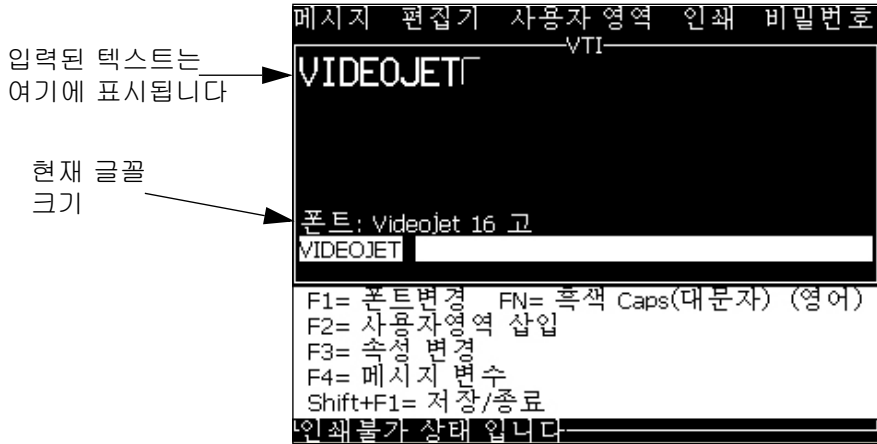 메시지 편집기 사용자 영역 인쇄 비밀번호
VTI
입력된 텍스트는
여기에 표시됩니다
VIDEOJET
현재 글꼴
크기
폰트: Videojet 16 고
VIDEOJET
F1= 폰트변경 FN= 흑색 Caps(대문자) (영어)
F2= 사용자영역 삽입
F3= 속성 변경
F4= 메시지 변수
Shift+F1= 저장/종료
인쇄불가 상태 입니다